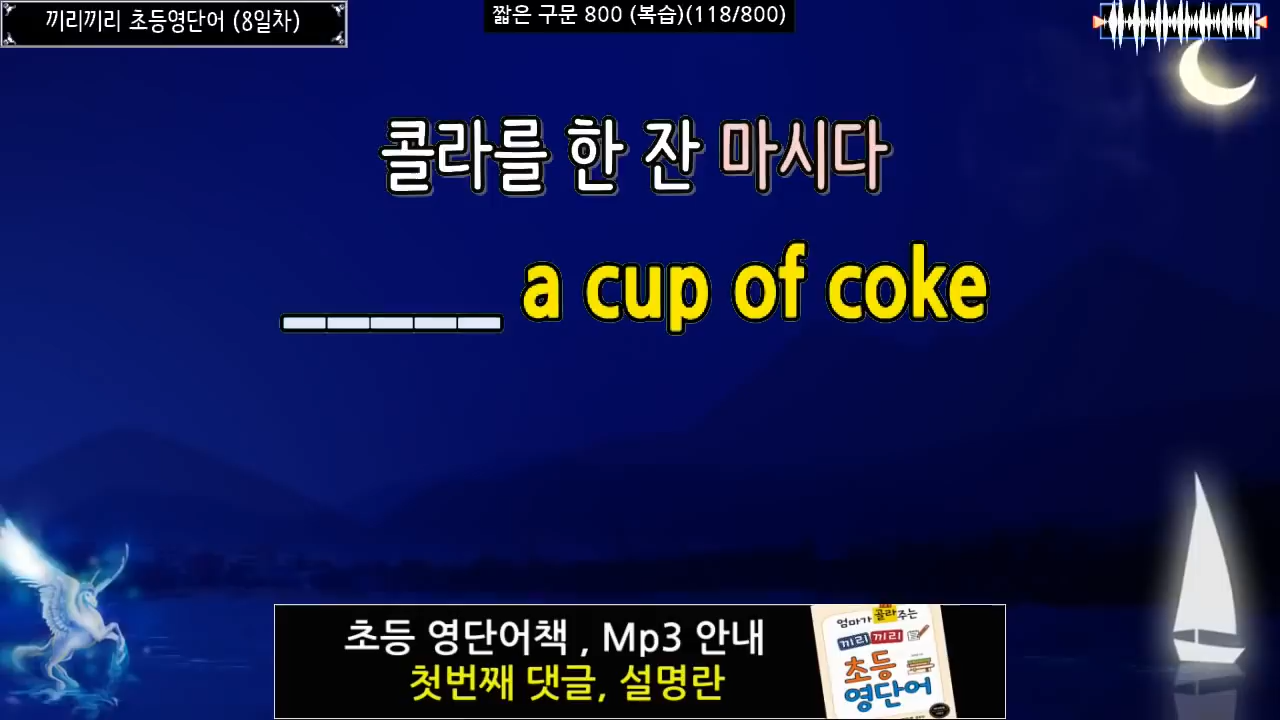 끼리끼리 초등영단어 (8일차)
짧은 구문 800 (복습)(118/800)
콜라를 한 잔 마시다
_____ a cup of coke
초등 영단어책 , Mp3 안내
첫번째 댓글, 설명란
엄마가 골라주는
끼리끼리
초등
영단어